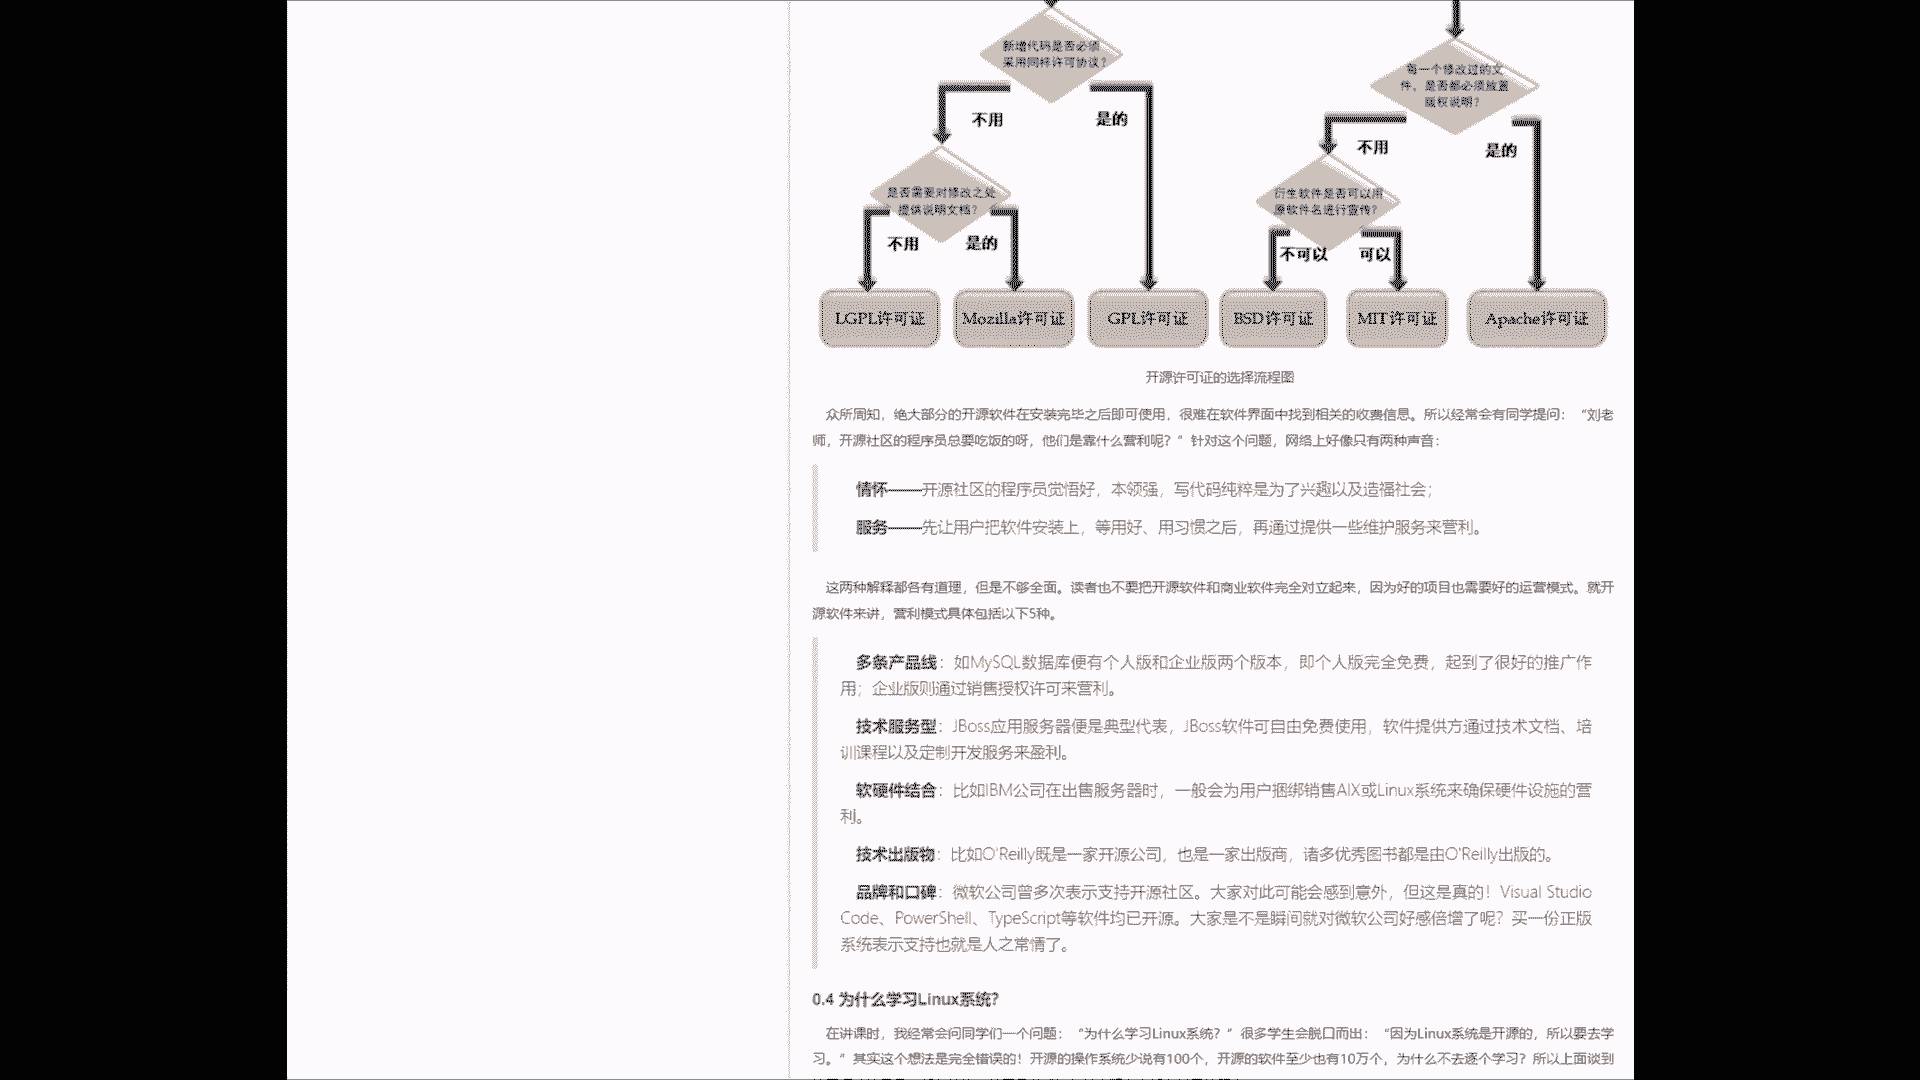 新增代码是否必须
采用同样许可协议？
每一个修改过的文
件，是否都必须放置
版权说明？
不用
是的
不用
是的
是否需要对修改之处
提供说明文档？
衍生软件是否可以用
原软件名进行宣传？
不用
是的
不可以
可以
LGPL许可证
Mozilla许可证
GPL许可证
BSD许可证
MIT许可证
Apache许可证
开源许可证的选择流程图
众所周知，绝大部分的开源软件在安装完毕之后即可使用，很难在软件界面中找到相关的收费信息。所以经常会有同学提问：“刘老
师，开源社区的程序员总要吃饭的呀，他们是靠什么营利呢？”针对这个问题，网络上好像只有两种声音：
情怀——开源社区的程序员觉悟好，本领强，写代码纯粹是为了兴趣以及造福社会；
服务——先让用户把软件安装上，等用好、用习惯之后，再通过提供一些维护服务来营利。
这两种解释都各有道理，但是不够全面。读者也不要把开源软件和商业软件完全对立起来，因为好的项目也需要好的运营模式。就开
源软件来讲，营利模式具体包括以下5种。
多条产品线：如MySQL数据库便有个人版和企业版两个版本，即个人版完全免费，起到了很好的推广作
用；企业版则通过销售授权许可来营利。
技术服务型：JBoss应用服务器便是典型代表，JBoss软件可自由免费使用，软件提供方通过技术文档、培
训课程以及定制开发服务来盈利。
软硬件结合：比如IBM公司在出售服务器时，一般会为用户捆绑销售AIX或Linux系统来确保硬件设施的营
利。
技术出版物：比如O'Reilly既是一家开源公司，也是一家出版商，诸多优秀图书都是由O'Reilly出版的。
品牌和口碑：微软公司曾多次表示支持开源社区。大家对此可能会感到意外，但这是真的！Visual Studio
Code、PowerShell、TypeScript等软件均已开源。大家是不是瞬间就对微软公司好感倍增了呢？买一份正版
系统表示支持也就是人之常情了。
0.4 为什么学习Linux系统?
在讲课时，我经常会问同学们一个问题：“为什么学习Linux系统？”很多学生会脱口而出：“因为Linux系统是开源的，所以要去学
习。”其实这个想法是完全错误的！开源的操作系统少说有100个，开源的软件至少也有10万个，为什么不去逐个学习？所以上面谈到